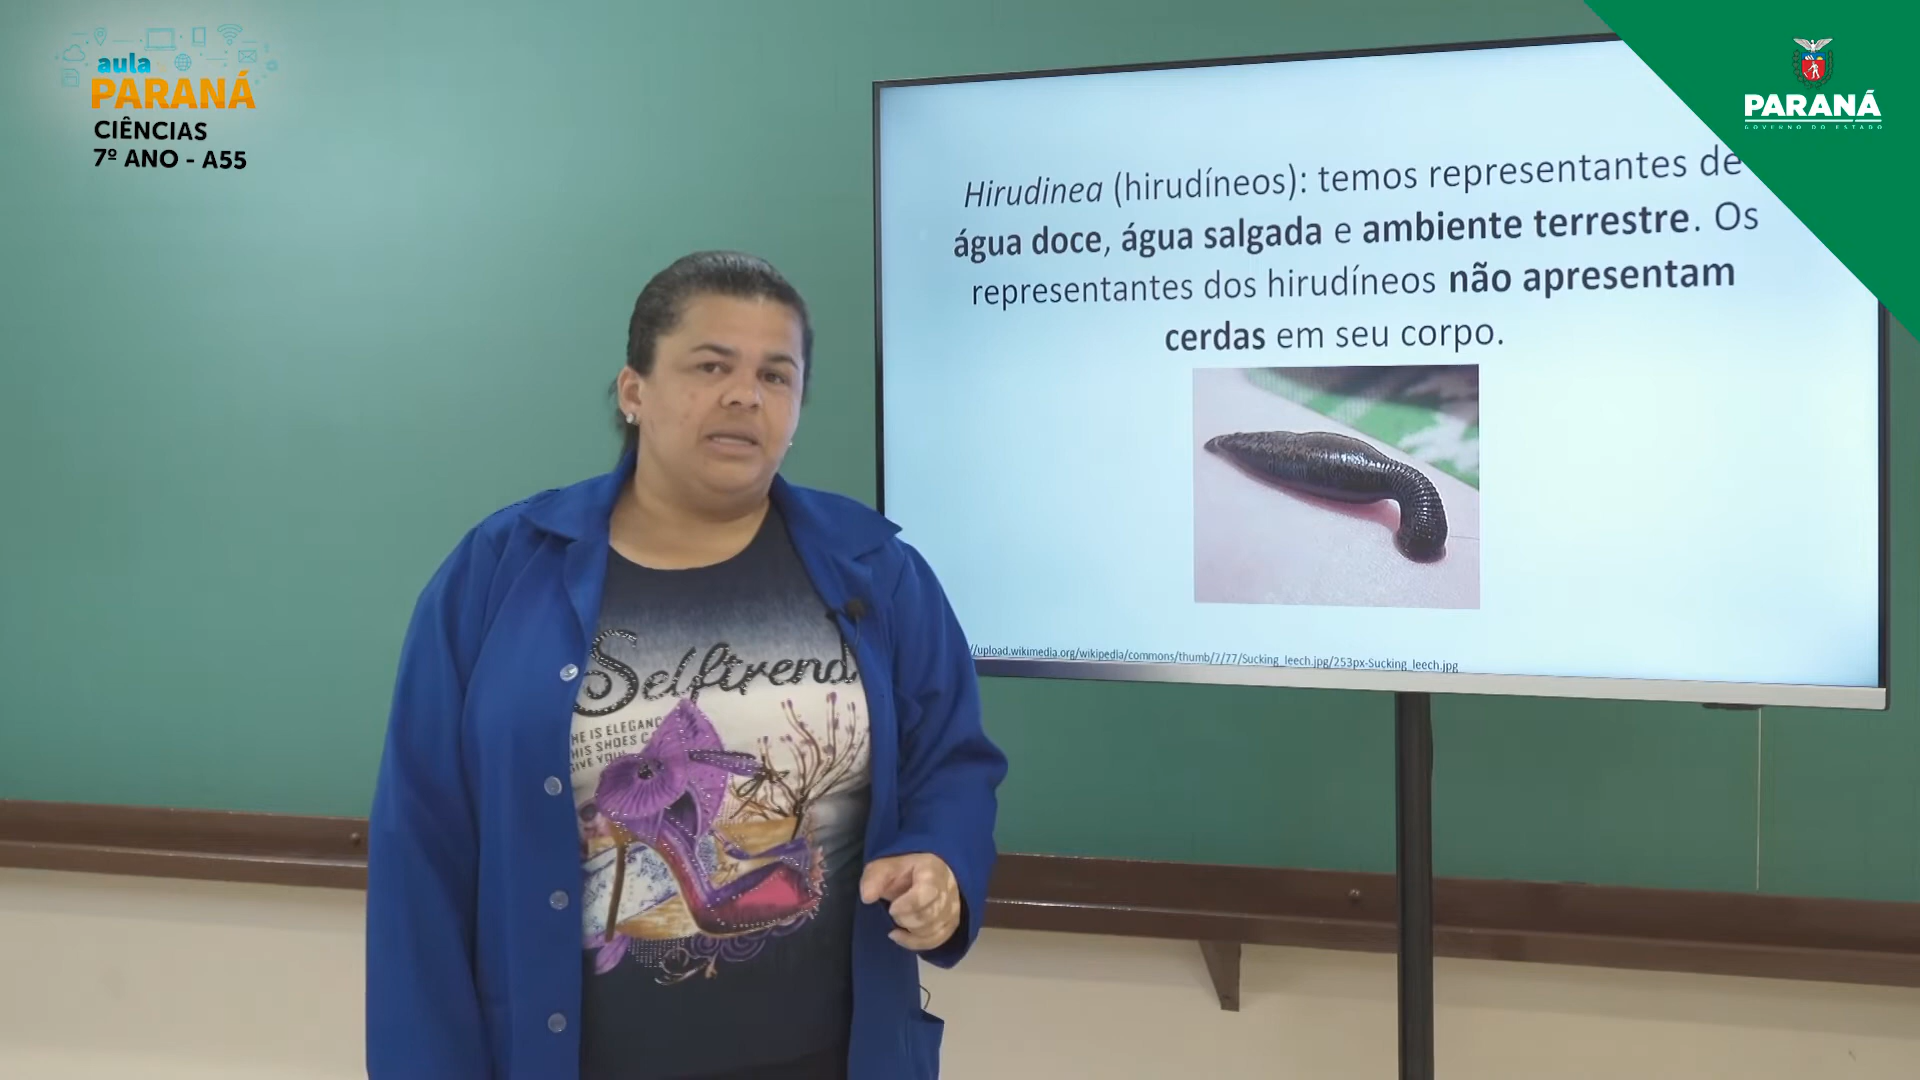 aula
PARANÁ
CIÊNCIAS
7º ANO - A55
PARANÁ
GOVERNO DO ESTADO
Hirudinea (hirudíneos): temos representantes de
água doce, água salgada e ambiente terrestre. Os
representantes dos hirudíneos não apresentam
cerdas em seu corpo.
//upload.wikimedia.org/wikipedia/commons/thumb/7/77/Sucking_leech.jpg/253px-Sucking_leech.jpg
Selftrend
HE IS ELEGANC
HIS SHOES C
GIVE YOU